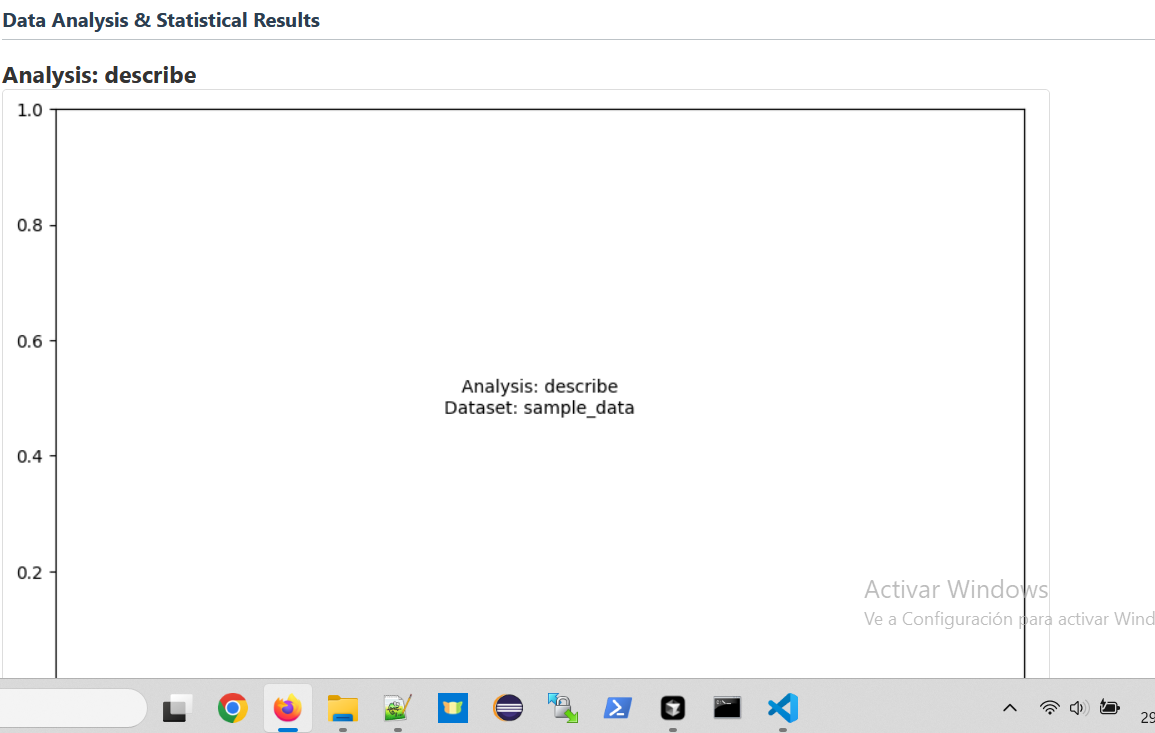 Data Analysis & Statistical Results
Analysis: describe
1.0
0.8
0.6
Analysis: describe
Dataset: sample_data
0.4
0.2
Activar Windows
Ve a Configuración para activar Wind
29